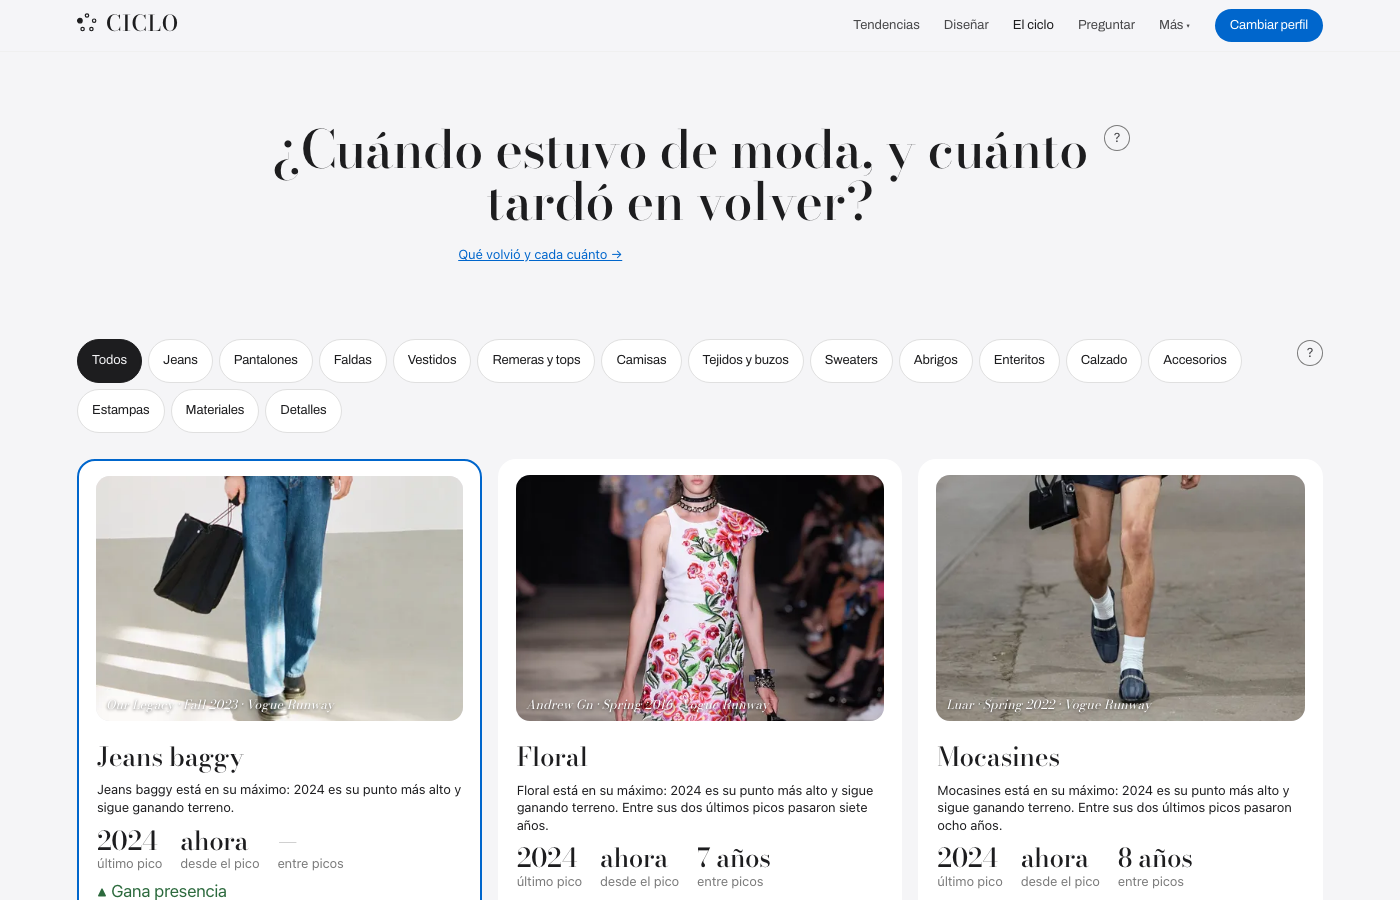 CICLO
Tendencias
Diseñar
El ciclo
Preguntar
Más ▾
Cambiar perfil
¿Cuándo estuvo de moda, y cuánto
tardó en volver?
?
Qué volvió y cada cuánto →
Todos
Jeans
Pantalones
Faldas
Vestidos
Remeras y tops
Camisas
Tejidos y buzos
Sweaters
Abrigos
Enteritos
Calzado
Accesorios
?
Estampas
Materiales
Detalles
Our Legacy · Fall 2023 · Vogue Runway
Jeans baggy
Jeans baggy está en su máximo: 2024 es su punto más alto y
sigue ganando terreno.
2024 ahora —
último pico desde el pico entre picos
▲ Gana presencia
Andrew Gn · Spring 2016 · Vogue Runway
Floral
Floral está en su máximo: 2024 es su punto más alto y sigue
ganando terreno. Entre sus dos últimos picos pasaron siete
años.
2024 ahora 7 años
último pico desde el pico entre picos
Luar · Spring 2022 · Vogue Runway
Mocasines
Mocasines está en su máximo: 2024 es su punto más alto y
sigue ganando terreno. Entre sus dos últimos picos pasaron
ocho años.
2024 ahora 8 años
último pico desde el pico entre picos